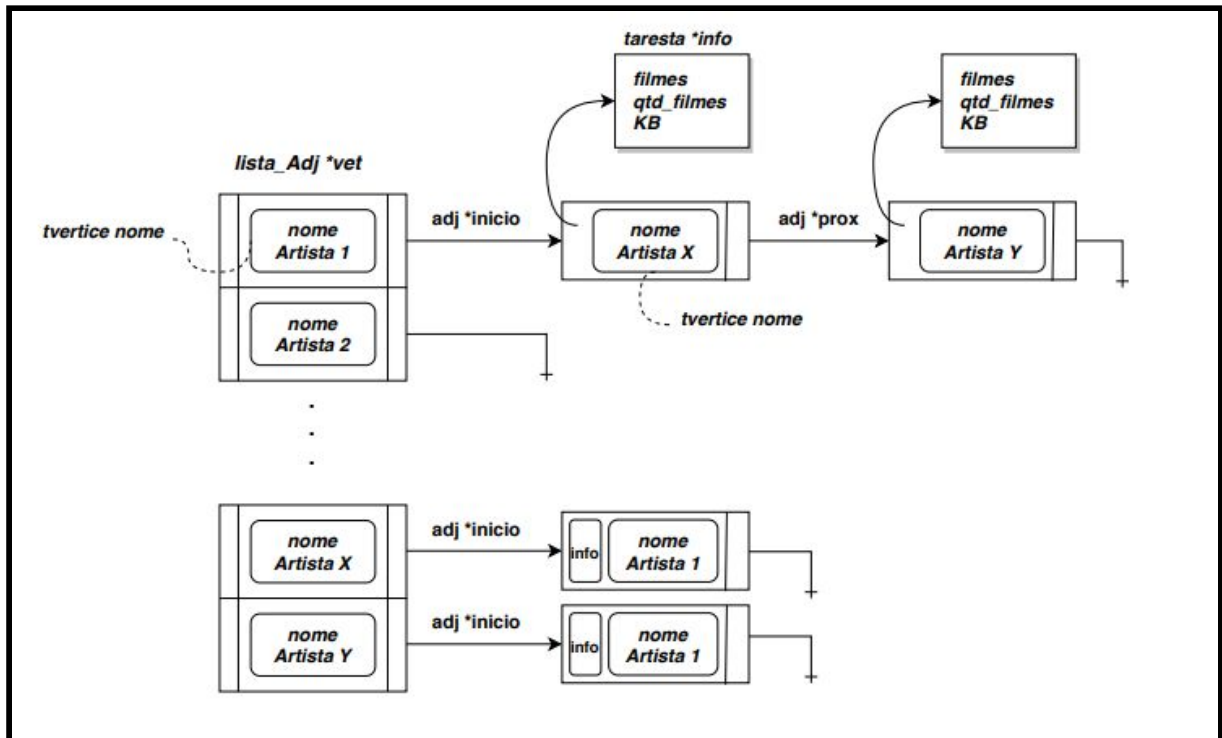 taresta *info
filmes
qtd_filmes
KB
filmes
qtd_filmes
KB
lista_Adj *vet
tvertice nome
nome
Artista 1
adj *inicio
nome
Artista X
adj *prox
nome
Artista Y
tvertice nome
nome
Artista 2
nome
Artista X
adj *inicio
info
nome
Artista 1
nome
Artista Y
adj *inicio
info
nome
Artista 1